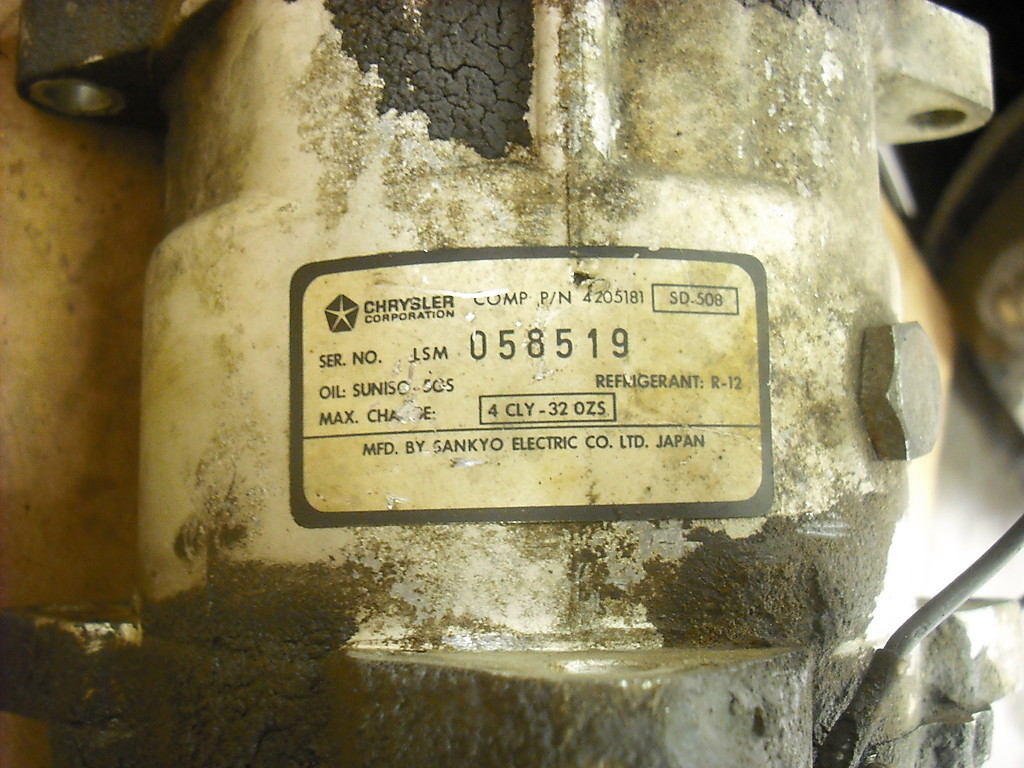 CHRYSLER
CORPORATION
COMP P/N 4205181 SD-508
SER. NO. LSM 058519
OIL: SUNISO 5GS REFRIGERANT: R-12
MAX. CHARGE: 4 CLY-32 OZS
MFD. BY SANKYO ELECTRIC CO. LTD. JAPAN